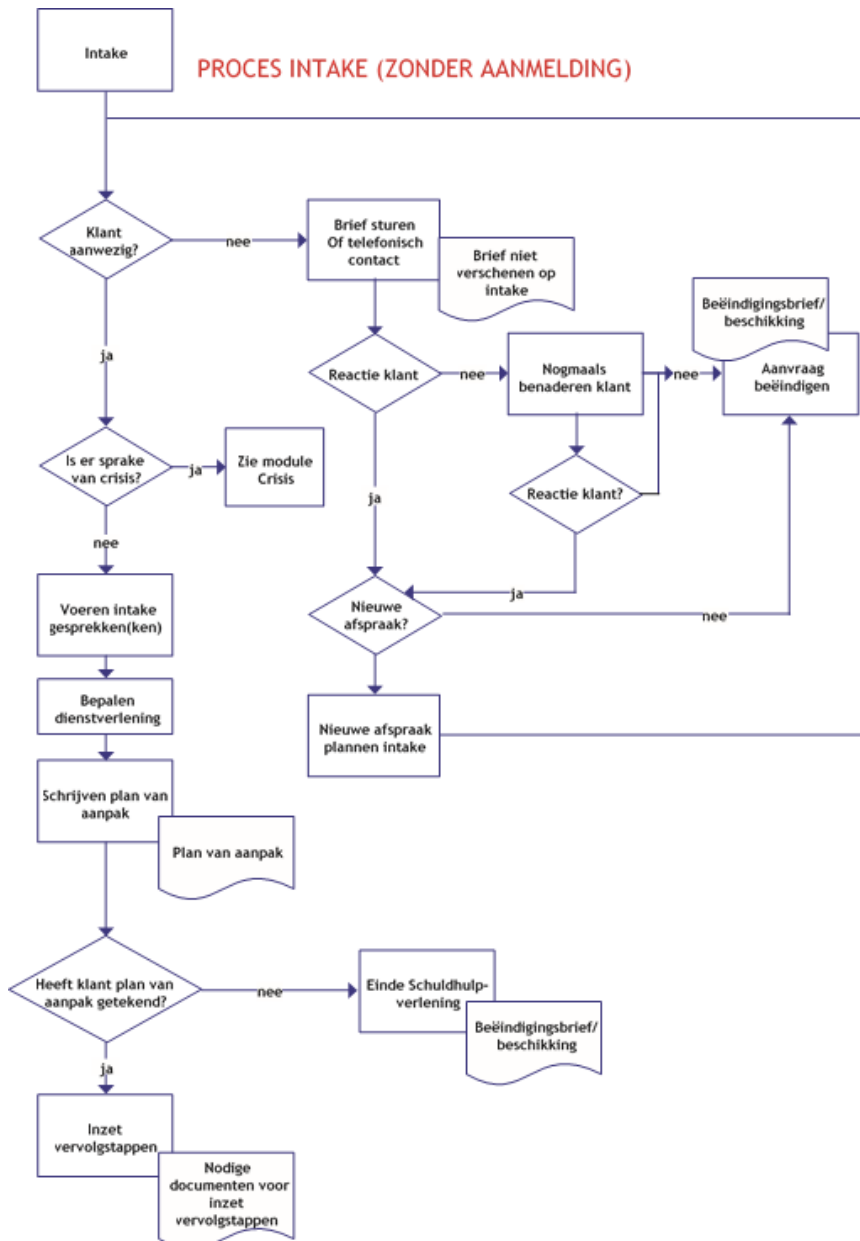 Intake
PROCES INTAKE (ZONDER AANMELDING)
Klant
aanwezig?
nee
Brief sturen
Of telefonisch
contact
Brief niet
verschenen op
intake
Beëindigingsbrief/
beschikking
ja
Reactie klant
nee
Nogmaals
benaderen klant
nee
Aanvraag
beëindigen
Is er sprake
van crisis?
ja
Zie module
Crisis
ja
Reactie klant?
nee
ja
Voeren intake
gesprekken(ken)
Nieuwe
afspraak?
nee
Bepalen
dienstverlening
Nieuwe afspraak
plannen intake
Schrijven plan van
aanpak
Plan van aanpak
Heeft klant plan van
aanpak getekend?
nee
Einde Schuldhulp-
verlening
Beëindigingsbrief/
beschikking
ja
Inzet
vervolgstappen
Nodige
documenten voor
inzet
vervolgstappen